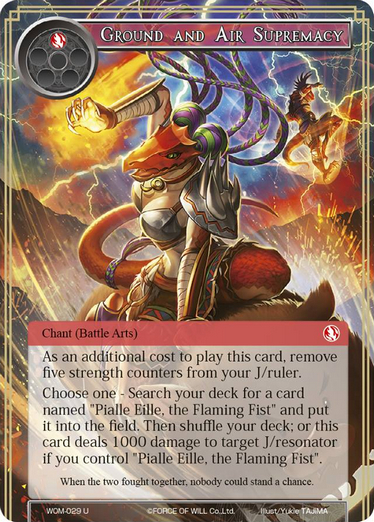 Ground and Air Supremacy
Chant (Battle Arts)
As an additional cost to play this card, remove
five strength counters from your J/ruler.
Choose one - Search your deck for a card
named "Pialle Eille, the Flaming Fist" and put
it into the field. Then shuffle your deck; or this
card deals 1000 damage to target J/resonator
if you control "Pialle Eille, the Flaming Fist".
When the two fought together, nobody could stand a chance.
WOM-029 U ©FORCE OF WILL Co.,Ltd. Illust/Yukie TAJIMA